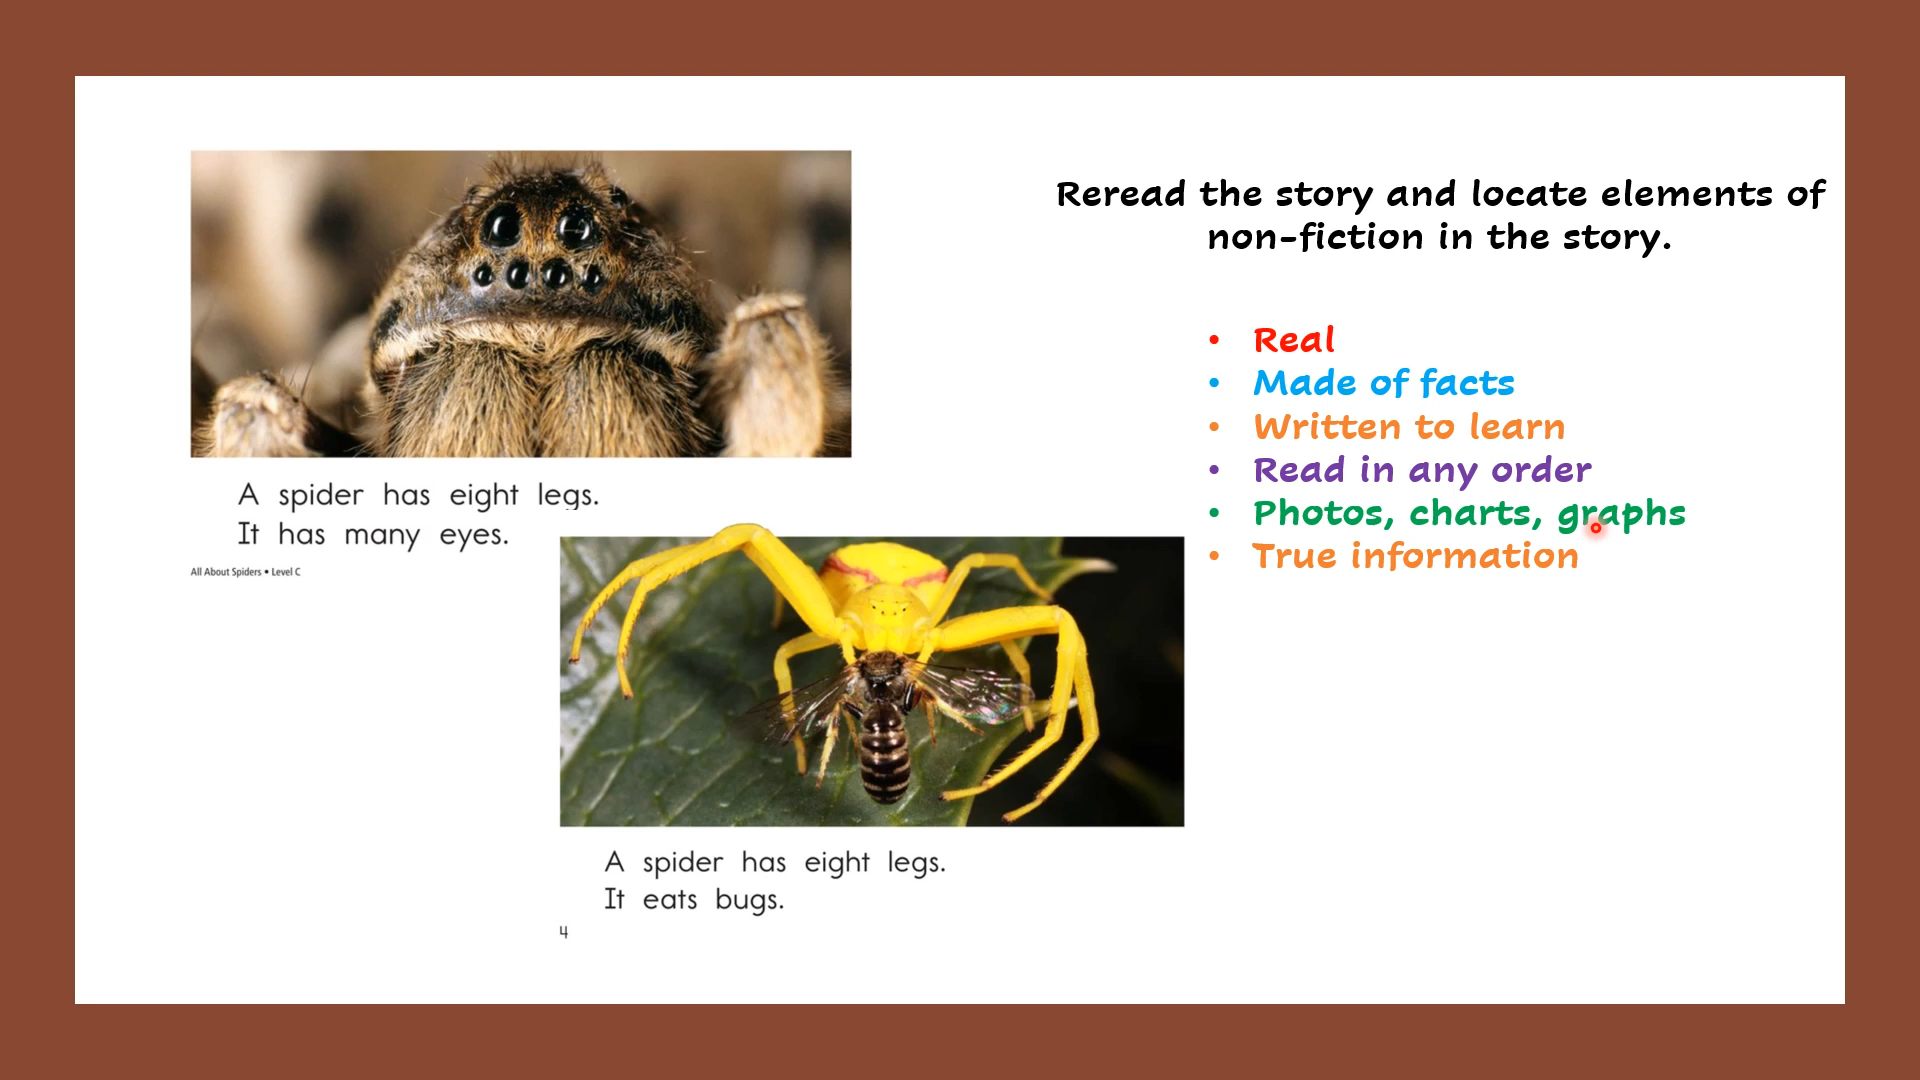 A spider has eight legs.
It has many eyes.
All About Spiders • Level C
A spider has eight legs.
It eats bugs.
4
Reread the story and locate elements of
non-fiction in the story.
• Real
• Made of facts
• Written to learn
• Read in any order
• Photos, charts, graphs
• True information